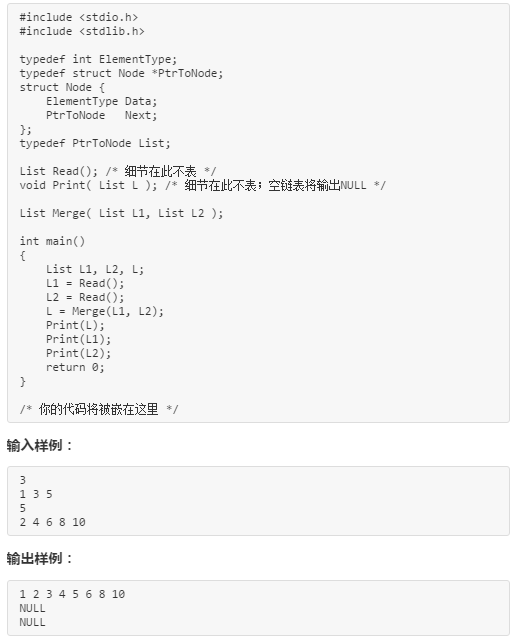 #include <stdio.h>
#include <stdlib.h>
typedef int ElementType;
typedef struct Node *PtrToNode;
struct Node {
    ElementType Data;
    PtrToNode   Next;
};
typedef PtrToNode List;
List Read(); /* 细节在此不表 */
void Print( List L ); /* 细节在此不表；空链表将输出NULL */
List Merge( List L1, List L2 );
int main()
{
    List L1, L2, L;
    L1 = Read();
    L2 = Read();
    L = Merge(L1, L2);
    Print(L);
    Print(L1);
    Print(L2);
    return 0;
}
/* 你的代码将被嵌在这里 */
输入样例：
3
1 3 5
5
2 4 6 8 10
输出样例：
1 2 3 4 5 6 8 10
NULL
NULL